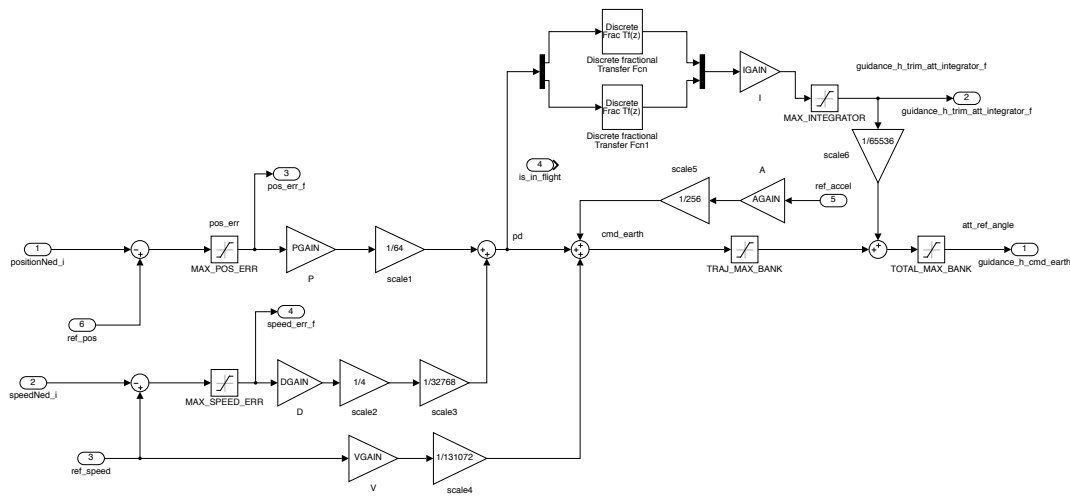 Discrete
Frac Tf(z)
Discrete fractional
Transfer Fcn
Discrete
Frac Tf(z)
Discrete fractional
Transfer Fcn1
IGAIN
I
MAX_INTEGRATOR
guidance_h_trim_att_integrator_f
2
guidance_h_trim_att_integrator_f
1/65536
scale6
4
is_in_flight
scale5
1/256
A
AGAIN
ref_accel
5
3
pos_err_f
pos_err
1
positionNed_i
MAX_POS_ERR
PGAIN
P
1/64
scale1
pd
cmd_earth
TRAJ_MAX_BANK
TOTAL_MAX_BANK
att_ref_angle
1
guidance_h_cmd_earth
6
ref_pos
4
speed_err_f
2
speedNed_i
MAX_SPEED_ERR
DGAIN
D
1/4
scale2
1/32768
scale3
3
ref_speed
VGAIN
V
1/131072
scale4